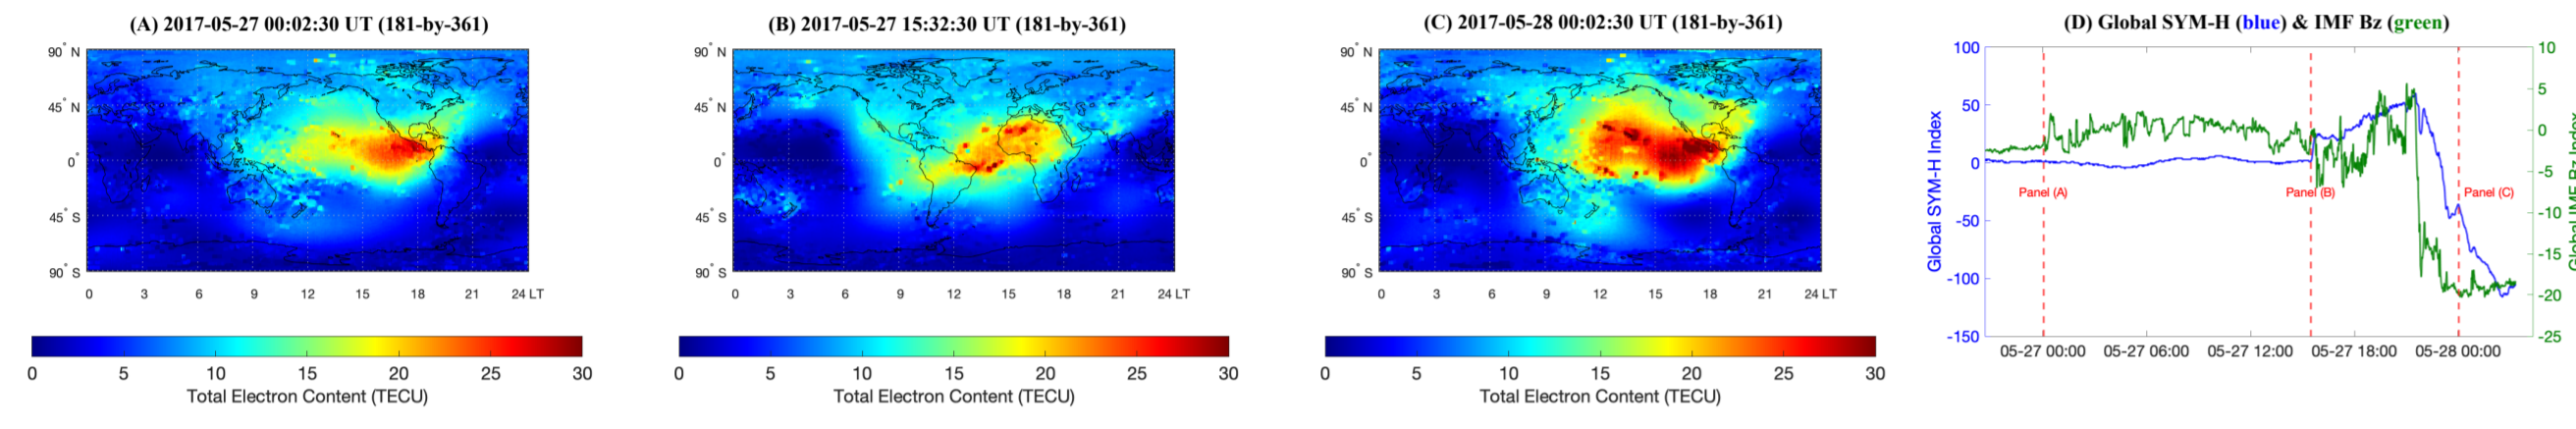 (A) 2017-05-27 00:02:30 UT (181-by-361)
90° N
45° N
0°
45° S
90° S
0 3 6 9 12 15 18 21 24 LT
0 5 10 15 20 25 30
Total Electron Content (TECU)
(B) 2017-05-27 15:32:30 UT (181-by-361)
90° N
45° N
0°
45° S
90° S
0 3 6 9 12 15 18 21 24 LT
0 5 10 15 20 25 30
Total Electron Content (TECU)
(C) 2017-05-28 00:02:30 UT (181-by-361)
90° N
45° N
0°
45° S
90° S
0 3 6 9 12 15 18 21 24 LT
0 5 10 15 20 25 30
Total Electron Content (TECU)
(D) Global SYM-H (blue) & IMF Bz (green)
Global SYM-H Index
100
50
0
-50
-100
-150
Panel (A)
Panel (B)
Panel (C)
10
5
0
-5
-10
-15
-20
-25
Global IMF Bz Index
05-27 00:00 05-27 06:00 05-27 12:00 05-27 18:00 05-28 00:00